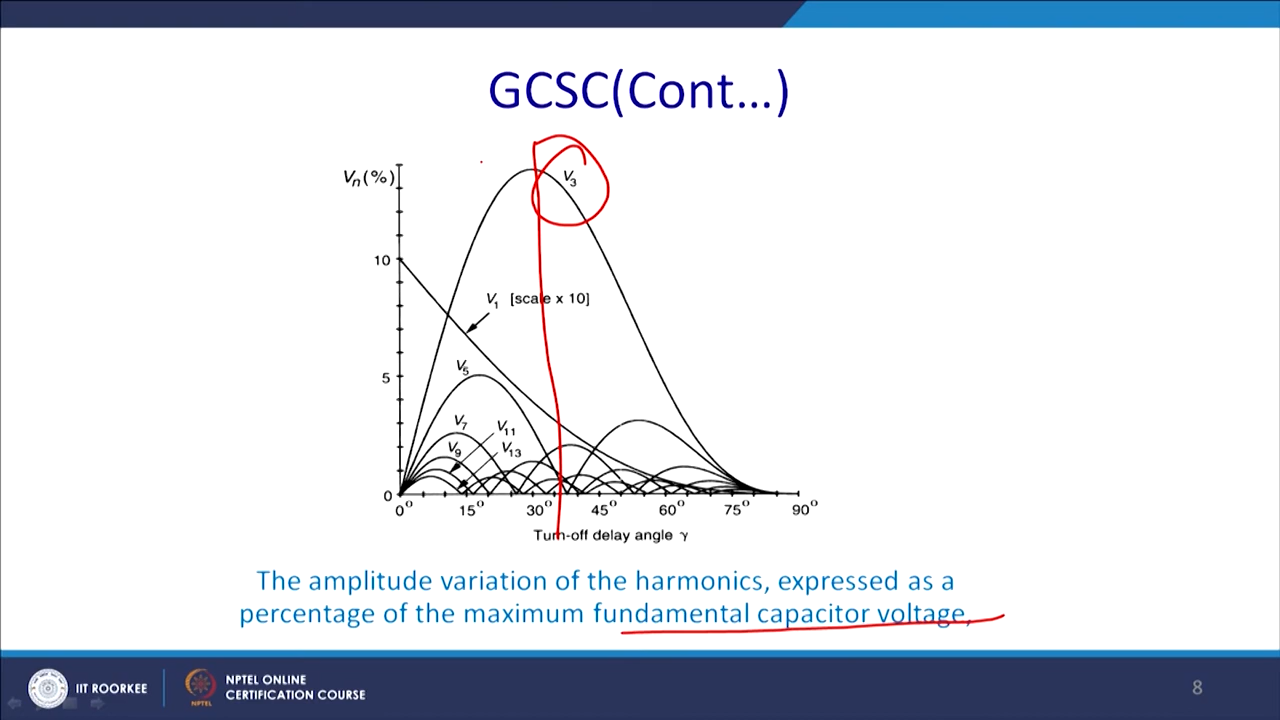 GCSC(Cont...)
Vn(%)
V3
10
V1 [scale x 10]
V5
5
V7
V11
V9
V13
0
0° 15° 30° 45° 60° 75° 90°
Turn-off delay angle γ
The amplitude variation of the harmonics, expressed as a
percentage of the maximum fundamental capacitor voltage,
IIT ROORKEE
NPTEL ONLINE
CERTIFICATION COURSE
NPTEL
8